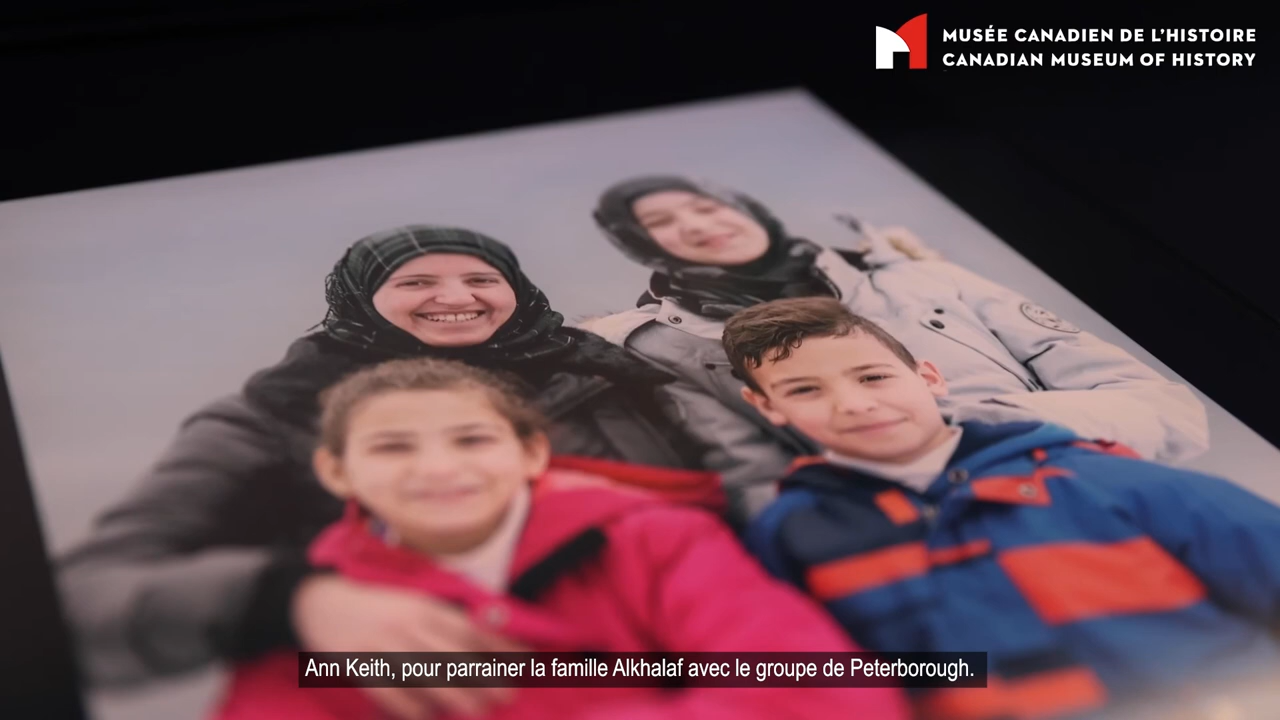 MUSÉE CANADIEN DE L'HISTOIRE
CANADIAN MUSEUM OF HISTORY
Ann Keith, pour parrainer la famille Alkhalaf avec le groupe de Peterborough.